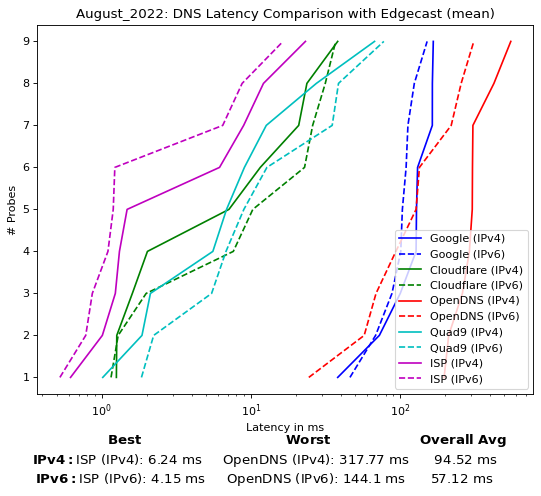 August_2022: DNS Latency Comparison with Edgecast (mean)
9
8
7
6
5
4
3
2
1
# Probes
Google (IPv4)
Google (IPv6)
Cloudflare (IPv4)
Cloudflare (IPv6)
OpenDNS (IPv4)
OpenDNS (IPv6)
Quad9 (IPv4)
Quad9 (IPv6)
ISP (IPv4)
ISP (IPv6)
10⁰ 10¹ 10²
Latency in ms
Best Worst Overall Avg
IPv4: ISP (IPv4): 6.24 ms OpenDNS (IPv4): 317.77 ms 94.52 ms
IPv6: ISP (IPv6): 4.15 ms OpenDNS (IPv6): 144.1 ms 57.12 ms